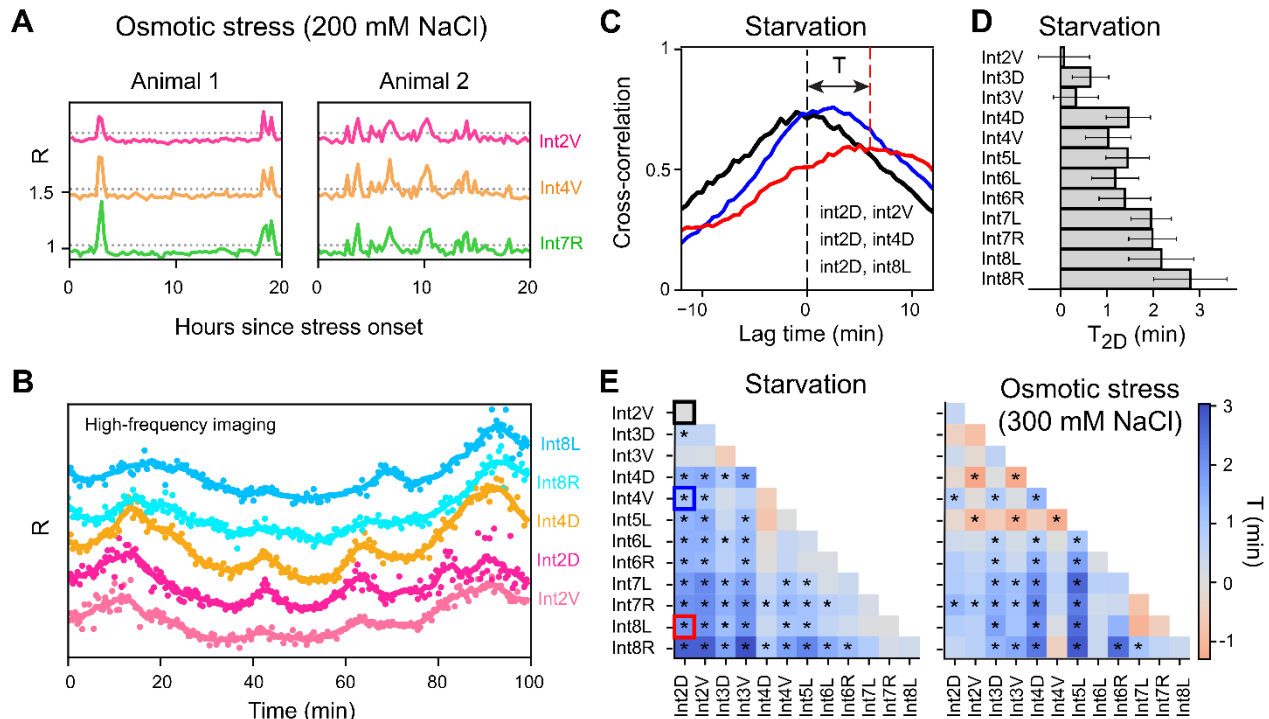 A
Osmotic stress (200 mM NaCl)
Animal 1
Animal 2
R
1.5
1
Int2V
Int4V
Int7R
0
20
0
10
20
Hours since stress onset
B
High-frequency imaging
R
Int8L
Int8R
Int4D
Int2D
Int2V
0
20
40
60
80
100
Time (min)
C
Starvation
Cross-correlation
1
0.5
0
T
int2D, int2V
int2D, int4D
int2D, int8L
−10
0
10
Lag time (min)
D
Starvation
Int2V
Int3D
Int3V
Int4D
Int4V
Int5L
Int6L
Int6R
Int7L
Int7R
Int8L
Int8R
0
1
2
3
T2D (min)
E
Starvation
Osmotic stress
(300 mM NaCl)
Int2V
Int3D
Int3V
Int4D
Int4V
Int5L
Int6L
Int6R
Int7L
Int7R
Int8L
Int8R
Int2D
Int2V
Int3D
Int3V
Int4D
Int4V
Int5L
Int6L
Int6R
Int7L
Int7R
Int8L
Int2D
Int2V
Int3D
Int3V
Int4D
Int4V
Int5L
Int6L
Int6R
Int7L
Int7R
Int8L
3
2
1
0
-1
T (min)